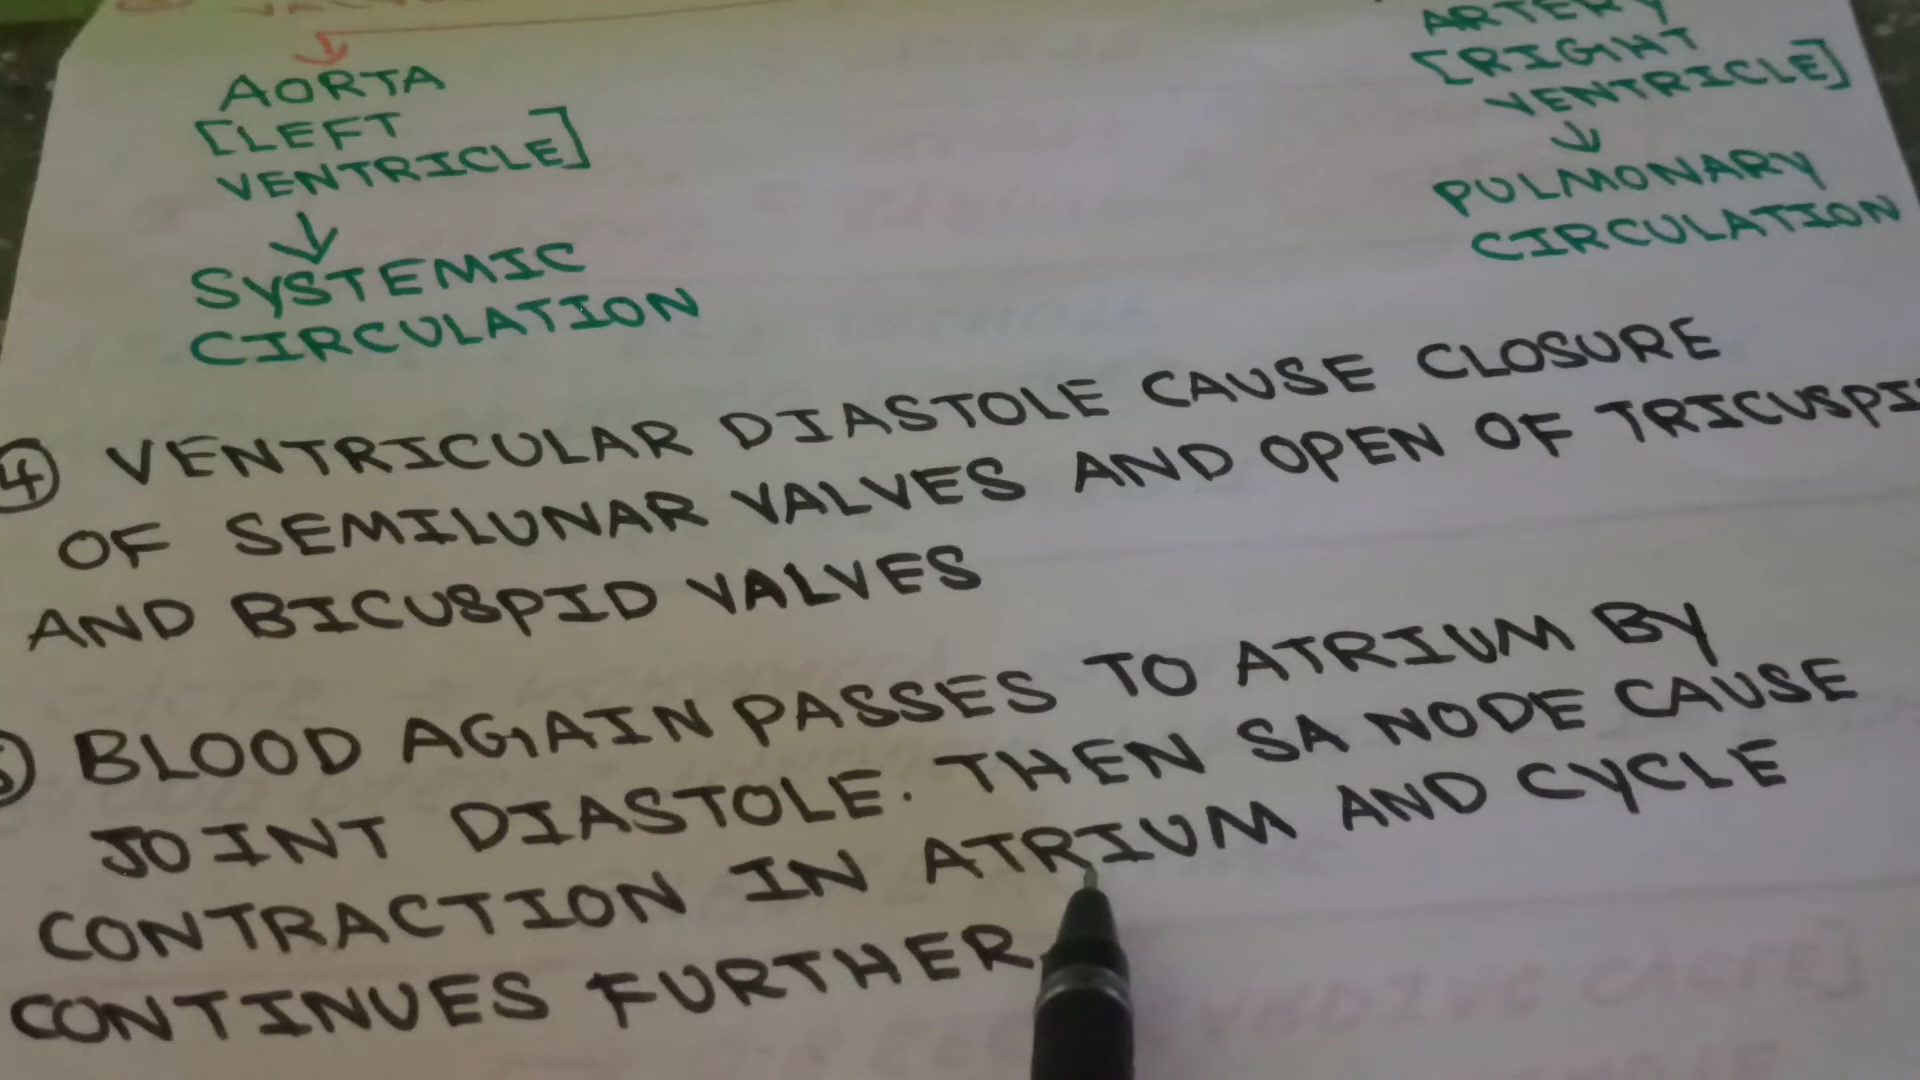 AORTA
[LEFT
VENTRICLE]
↓
SYSTEMIC
CIRCULATION
ARTERY
[RIGHT
VENTRICLE]
↓
PULMONARY
CIRCULATION
④ VENTRICULAR DIASTOLE CAUSE CLOSURE
OF SEMILUNAR VALVES AND OPEN OF TRICUSPI
AND BICUSPID VALVES
BLOOD AGAIN PASSES TO ATRIUM BY
JOINT DIASTOLE. THEN SA NODE CAUSE
CONTRACTION IN ATRIUM AND CYCLE
CONTINUES FURTHER.